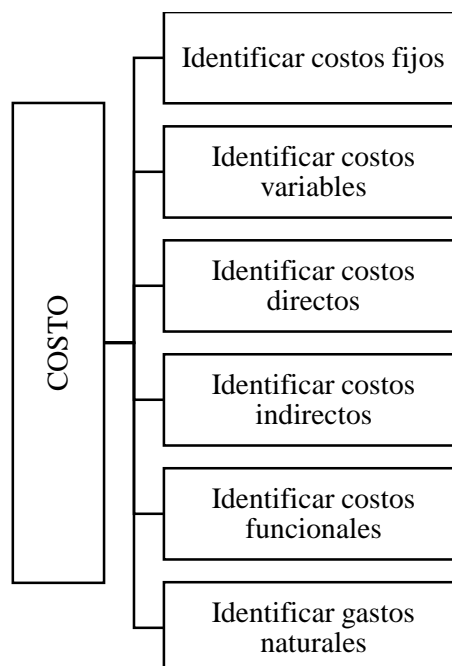 COSTO
Identificar costos fijos
Identificar costos
variables
Identificar costos
directos
Identificar costos
indirectos
Identificar costos
funcionales
Identificar gastos
naturales